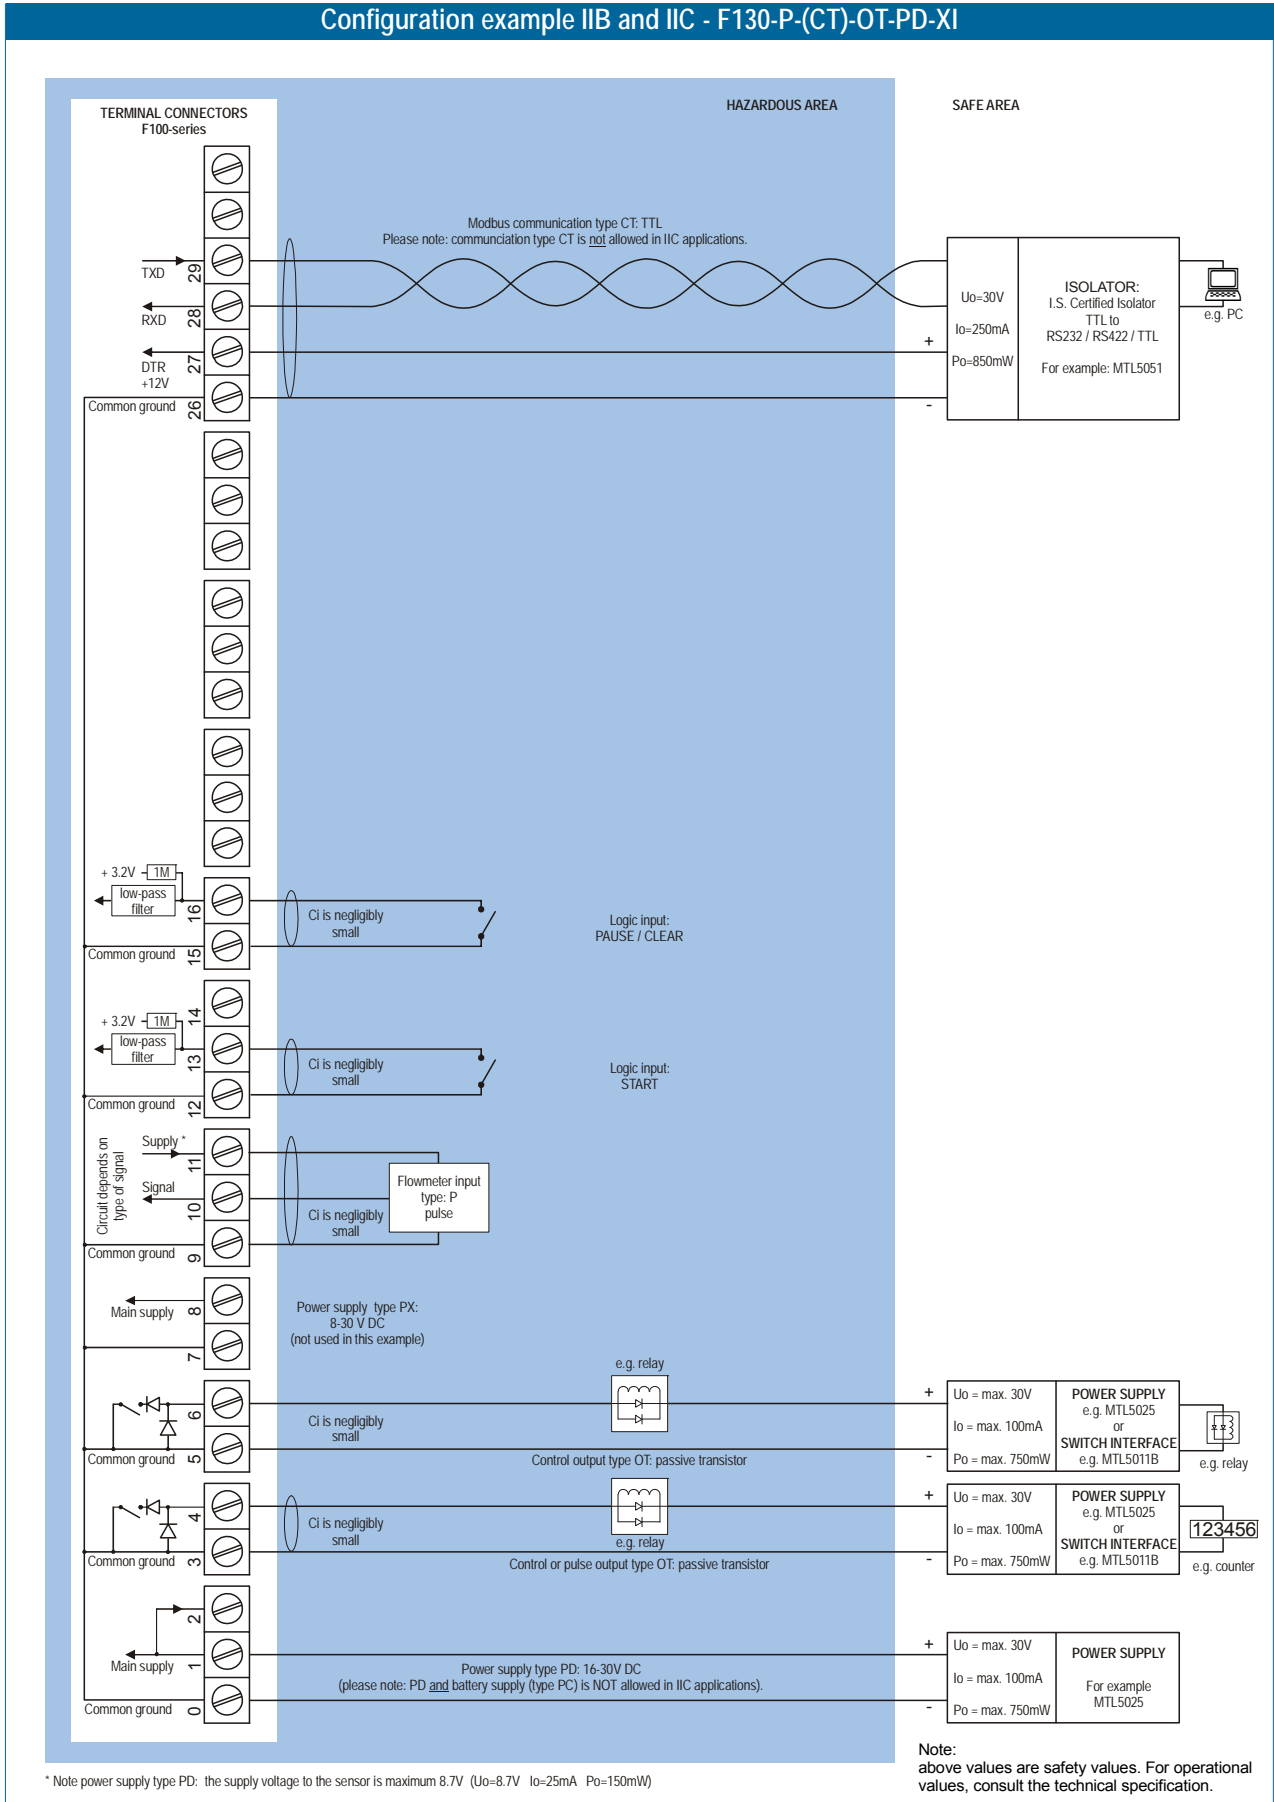 Configuration example IIB and IIC - F130-P-(CT)-OT-PD-XI
TERMINAL CONNECTORS
F100-series
HAZARDOUS AREA
SAFE AREA
Modbus communication type CT: TTL
Please note: communciation type CT is not allowed in IIC applications.
TXD
29
RXD
28
DTR
+12V
27
Common ground
26
+
-
Uo=30V
Io=250mA
Po=850mW
ISOLATOR:
I.S. Certified Isolator
TTL to
RS232 / RS422 / TTL
For example: MTL5051
e.g. PC
+ 3.2V
1M
low-pass
filter
16
Common ground
15
Ci is negligibly
small
Logic input:
PAUSE / CLEAR
14
+ 3.2V
1M
low-pass
filter
13
Common ground
12
Ci is negligibly
small
Logic input:
START
Circuit depends on
type of signal
Supply *
11
Signal
10
Common ground
9
Ci is negligibly
small
Flowmeter input
type: P
pulse
Main supply
8
7
Power supply type PX:
8-30 V DC
(not used in this example)
e.g. relay
6
Common ground
5
Ci is negligibly
small
Control output type OT: passive transistor
+
-
Uo = max. 30V
Io = max. 100mA
Po = max. 750mW
POWER SUPPLY
e.g. MTL5025
or
SWITCH INTERFACE
e.g. MTL5011B
e.g. relay
4
Common ground
3
Ci is negligibly
small
e.g. relay
Control or pulse output type OT: passive transistor
+
-
Uo = max. 30V
Io = max. 100mA
Po = max. 750mW
POWER SUPPLY
e.g. MTL5025
or
SWITCH INTERFACE
e.g. MTL5011B
123456
e.g. counter
2
Main supply
1
Common ground
0
Power supply type PD: 16-30V DC
(please note: PD and battery supply (type PC) is NOT allowed in IIC applications).
+
-
Uo = max. 30V
Io = max. 100mA
Po = max. 750mW
POWER SUPPLY
For example
MTL5025
* Note power supply type PD: the supply voltage to the sensor is maximum 8.7V (Uo=8.7V Io=25mA Po=150mW)
Note:
above values are safety values. For operational
values, consult the technical specification.